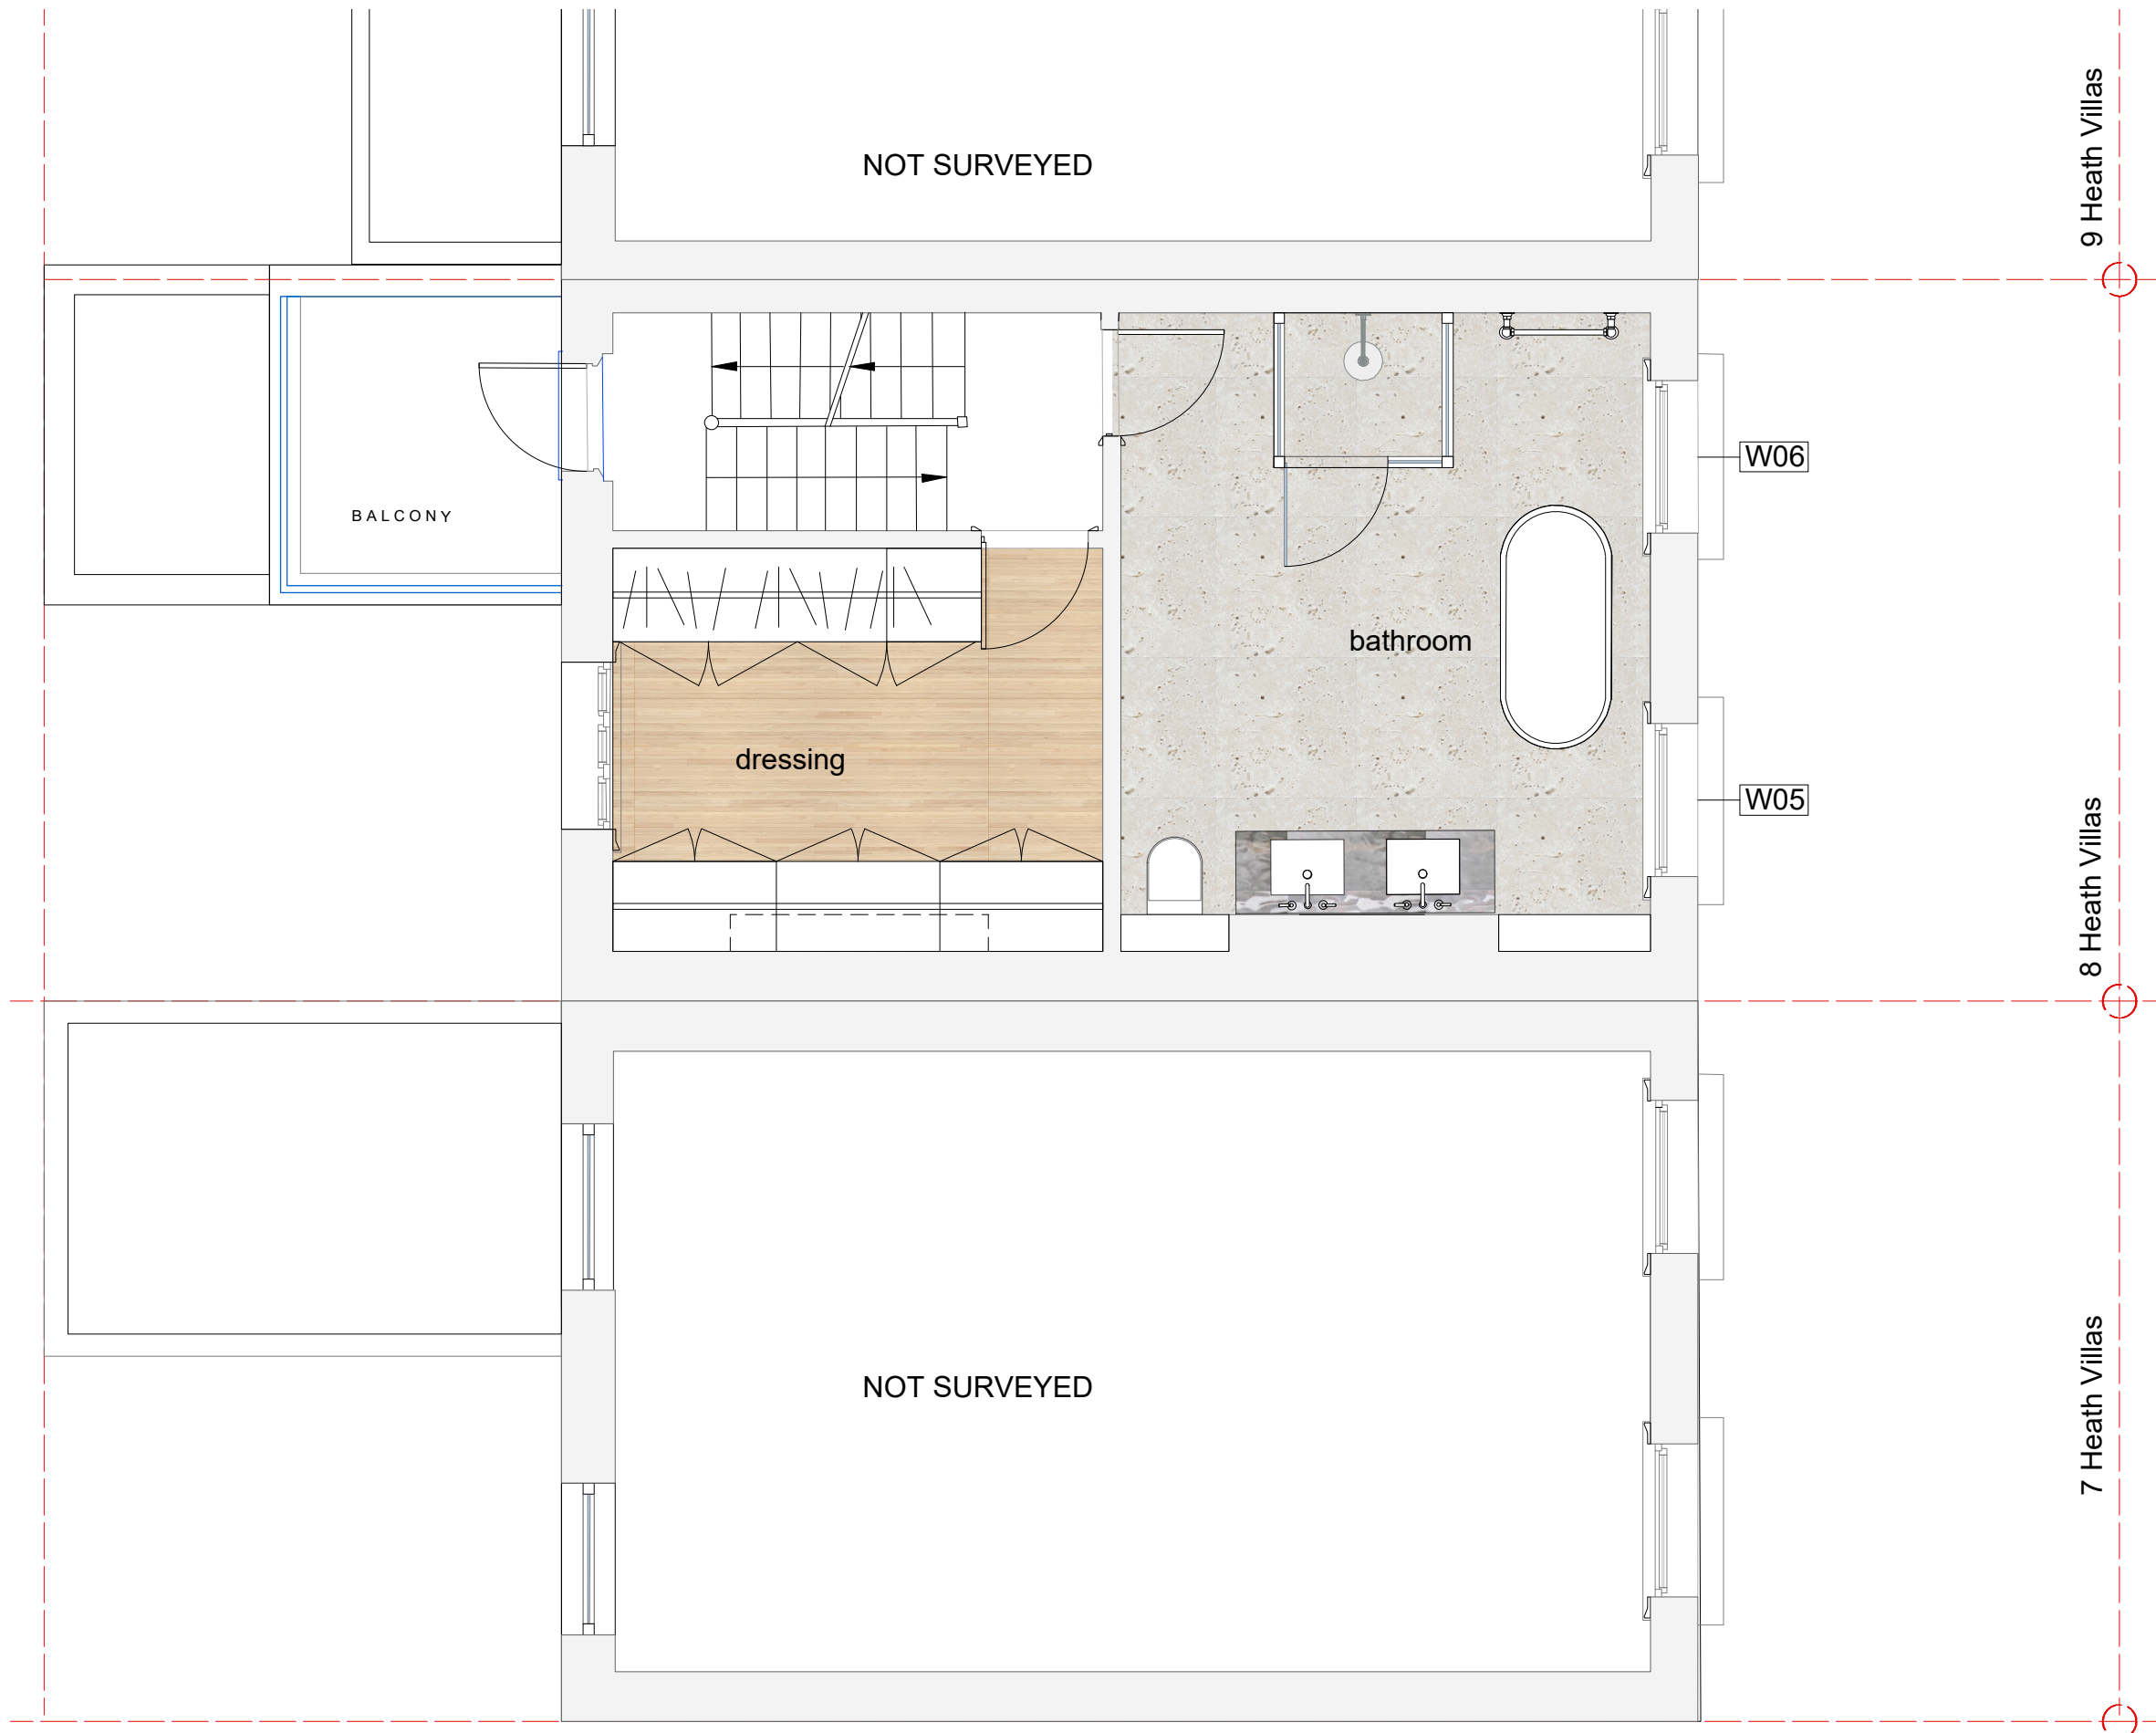 NOT SURVEYED
9 Heath Villas
W06
BALCONY
bathroom
dressing
W05
8 Heath Villas
NOT SURVEYED
7 Heath Villas